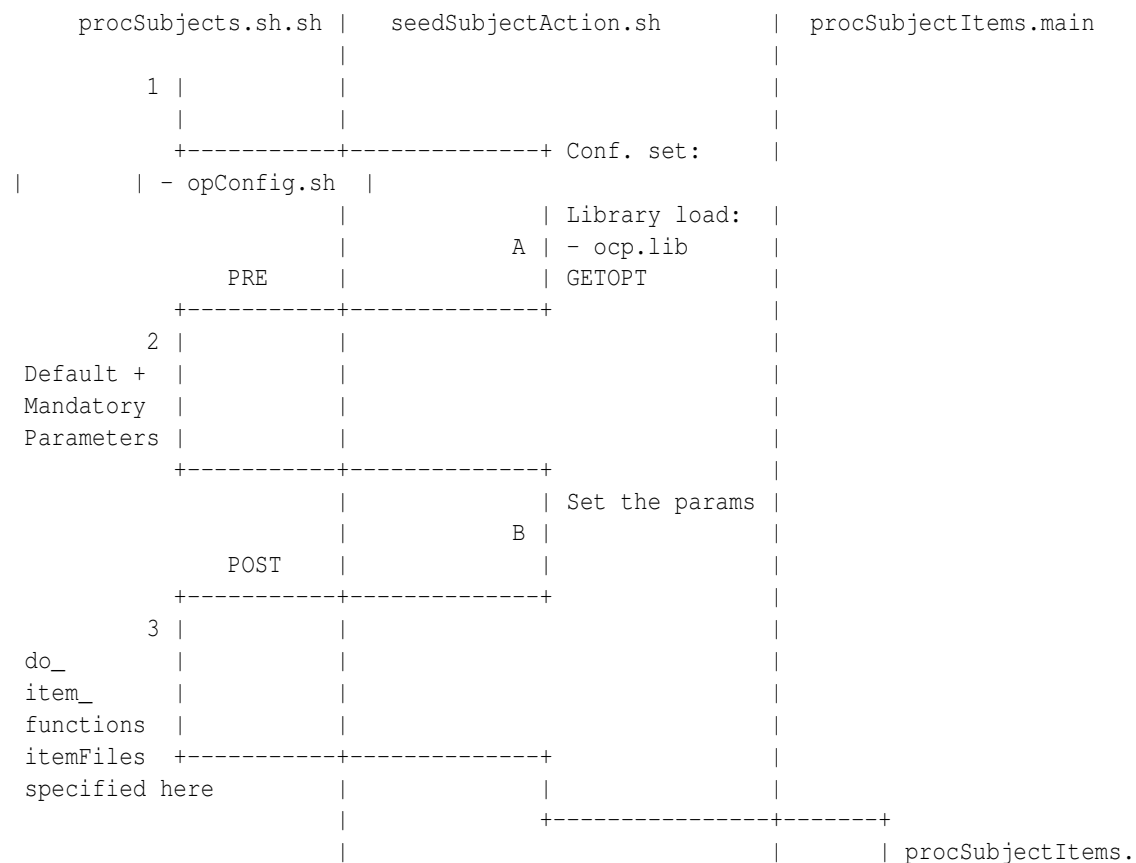 procSubjects.sh.sh | seedSubjectAction.sh | procSubjectItems.main
| |
1 | | |
| | |
+-----------+--------------+ Conf. set: |
| | - opConfig.sh |
| | Library load: |
| A | - ocp.lib |
PRE | | GETOPT |
+-----------+--------------+ |
2 | | |
Default + | | |
Mandatory | | |
Parameters | | |
+-----------+--------------+ |
| | Set the params |
| B | |
POST | | |
+-----------+--------------+ |
3 | | |
do_ | | |
item_ | | |
functions | | |
itemFiles +-----------+--------------+ |
specified here | | |
| +----------------+-------+
| | | procSubjectItems.